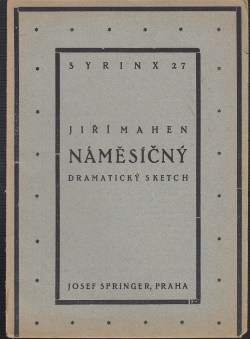 SYRINX 27
JIŘÍ MAHEN
NÁMĚSÍČNÝ
DRAMATICKÝ SKETCH
JOSEF SPRINGER, PRAHA